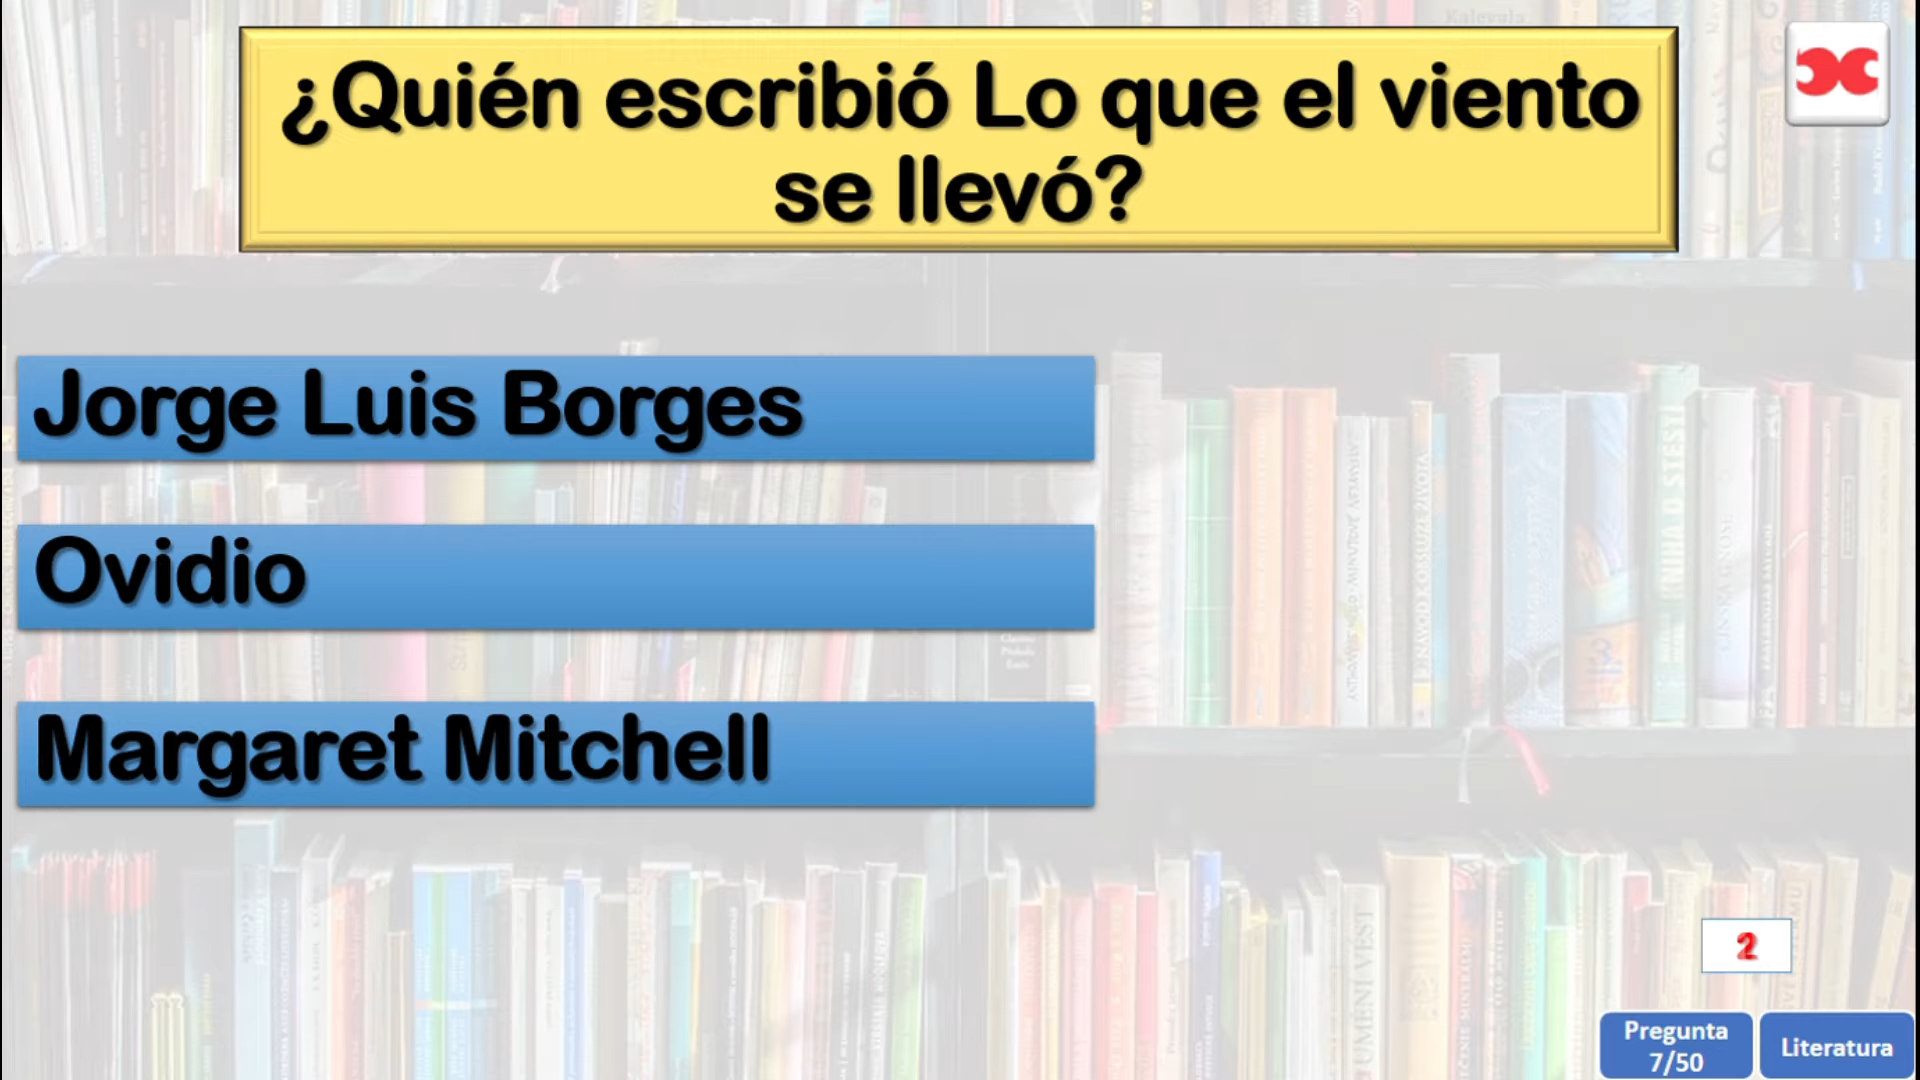 ¿Quién escribió Lo que el viento
se llevó?
Jorge Luis Borges
Ovidio
Margaret Mitchell
2
Pregunta
7/50
Literatura